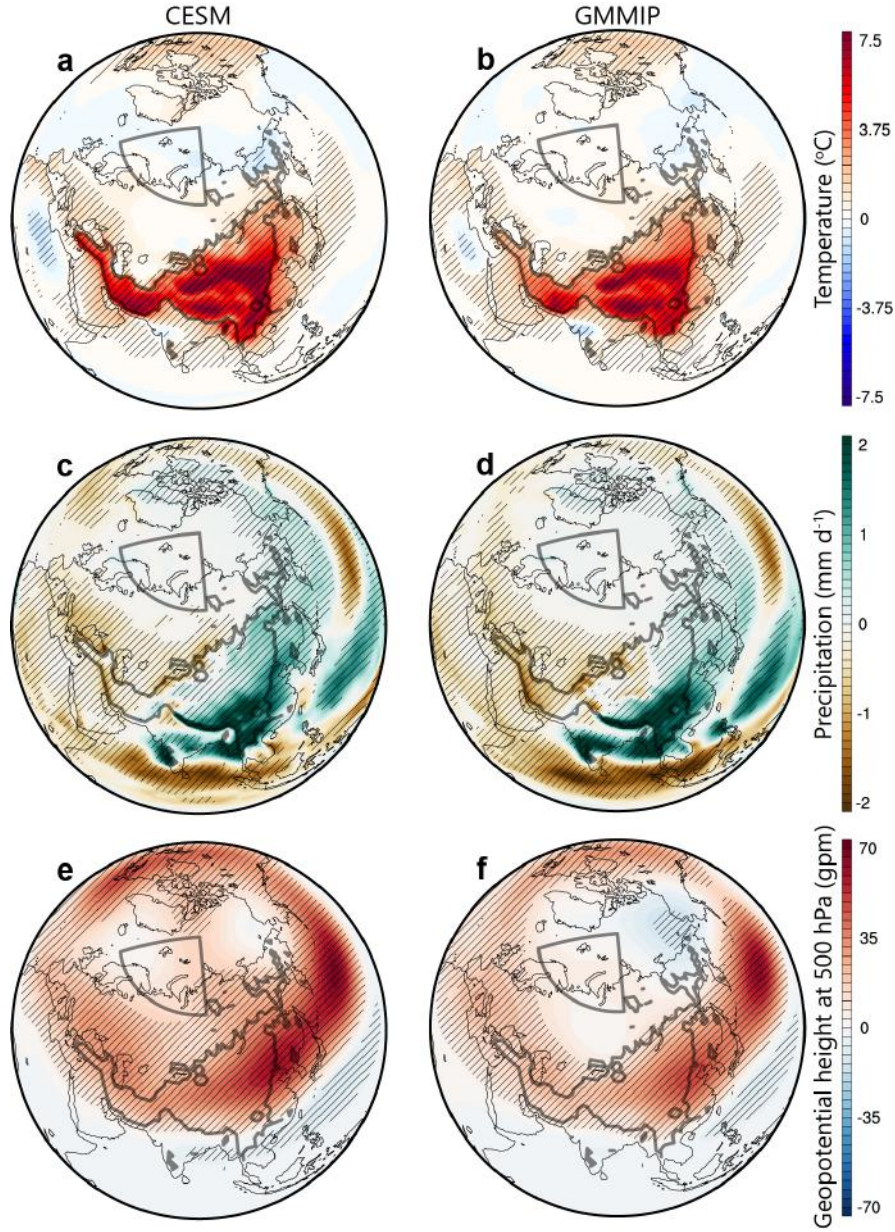 CESM
GMMIP
a
b
7.5
3.75
0
-3.75
-7.5
Temperature (°C)
c
d
2
1
0
-1
-2
Precipitation (mm d⁻¹)
e
f
70
35
0
-35
-70
Geopotential height at 500 hPa (gpm)